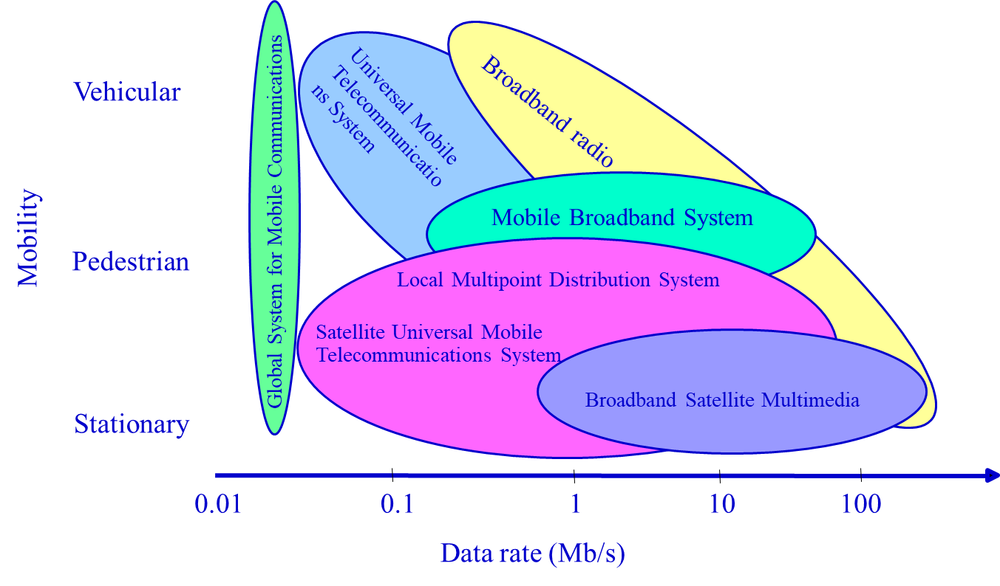 Global System for Mobile Communications
Universal Mobile
Telecommunicatio
ns System
Broadband radio
Vehicular
Mobility
Pedestrian
Stationary
Mobile Broadband System
Local Multipoint Distribution System
Satellite Universal Mobile
Telecommunications System
Broadband Satellite Multimedia
0.01 0.1 1 10 100
Data rate (Mb/s)